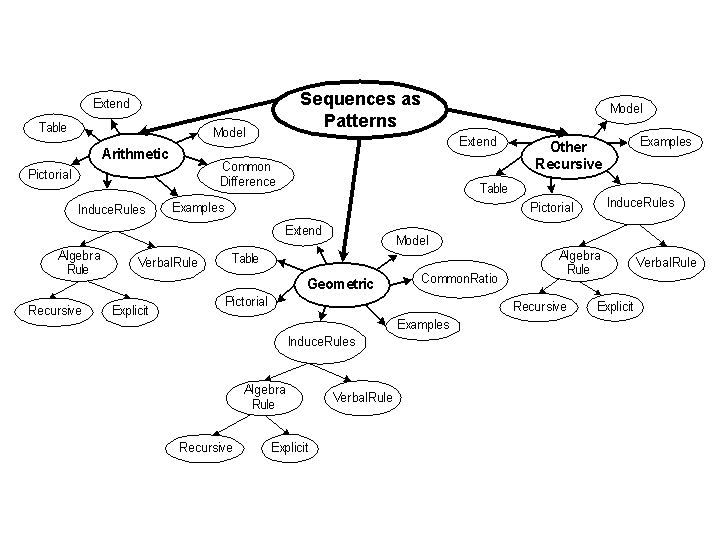 Sequences as
Patterns
Extend
Table
Model
Arithmetic
Pictorial
Common
Difference
InduceRules
Examples
Algebra
Rule
VerbalRule
Recursive
Explicit
Extend
Model
Table
Geometric
CommonRatio
Pictorial
Examples
InduceRules
Algebra
Rule
VerbalRule
Recursive
Explicit
Model
Extend
Other
Recursive
Examples
Table
Pictorial
InduceRules
Algebra
Rule
VerbalRule
Recursive
Explicit